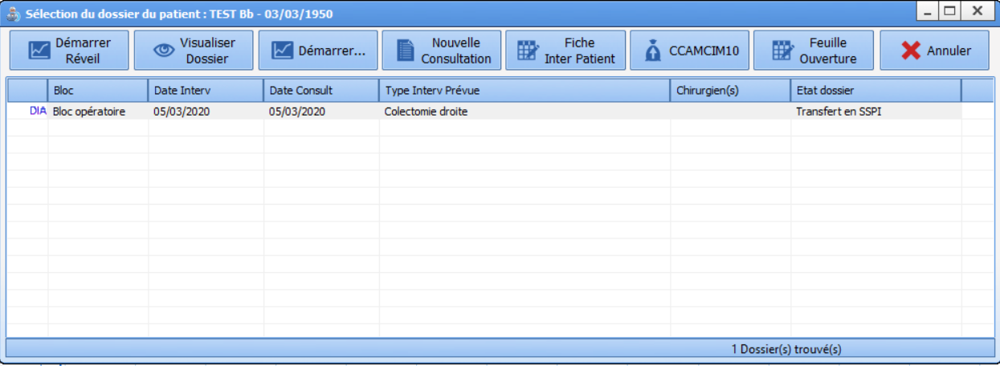 Sélection du dossier du patient : TEST Bb - 03/03/1950
Démarrer
Réveil
Visualiser
Dossier
Démarrer...
Nouvelle
Consultation
Fiche
Inter Patient
CCAMCIM10
Feuille
Ouverture
Annuler
Bloc Date Interv Date Consult Type Interv Prévue Chirurgien(s) Etat dossier
DIA Bloc opératoire 05/03/2020 05/03/2020 Colectomie droite Transfert en SSPI
1 Dossier(s) trouvé(s)